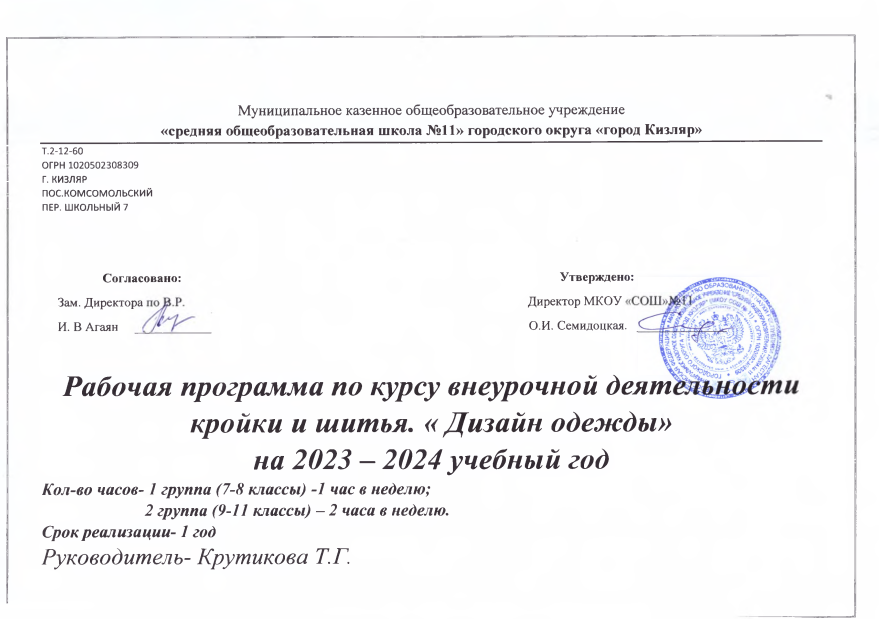 Муниципальное казенное общеобразовательное учреждение
«средняя общеобразовательная школа №11» городского округа «город Кизляр»
Т.2-12-60
ОГРН 1020502308309
Г. КИЗЛЯР
ПОС.КОМСОМОЛЬСКИЙ
ПЕР. ШКОЛЬНЫЙ 7
Согласовано:
Зам. Директора по В.Р.
И. В Агаян
Утверждено:
Директор МКОУ «СОШ»№11
О.И. Семидоцкая.
Рабочая программа по курсу внеурочной деятельности
кройки и шитья. « Дизайн одежды»
на 2023 – 2024 учебный год
Кол-во часов- 1 группа (7-8 классы) -1 час в неделю;
2 группа (9-11 классы) – 2 часа в неделю.
Срок реализации- 1 год
Руководитель- Крутикова Т.Г.